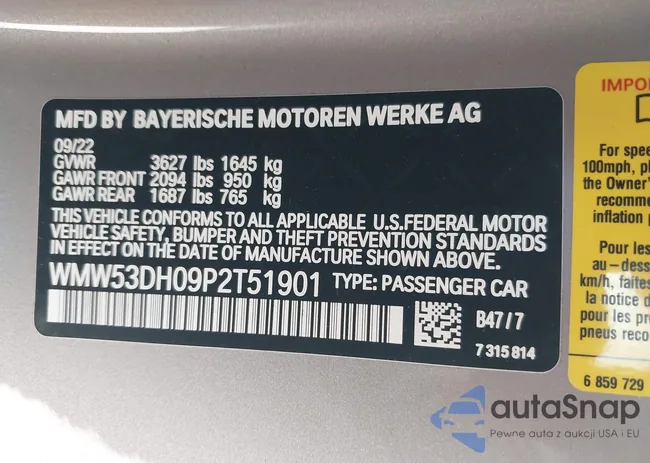 MFD BY BAYERISCHE MOTOREN WERKE AG
09/22
GVWR 3627 lbs 1645 kg
GAWR FRONT 2094 lbs 950 kg
GAWR REAR 1687 lbs 765 kg
THIS VEHICLE CONFORMS TO ALL APPLICABLE U.S.FEDERAL MOTOR
VEHICLE SAFETY, BUMPER AND THEFT PREVENTION STANDARDS
IN EFFECT ON THE DATE OF MANUFACTURE SHOWN ABOVE.
WMW53DH09P2T51901 TYPE: PASSENGER CAR
B47/7
7 315 814
IMPO
For spee
100mph, pl
the Owner'
recomme
inflation p
Pour les
au-dess
km/h, faites
la notice d
pour les pre
pneus reco
6 859 729
autaSnap
Pewne auta z aukcji USA i EU